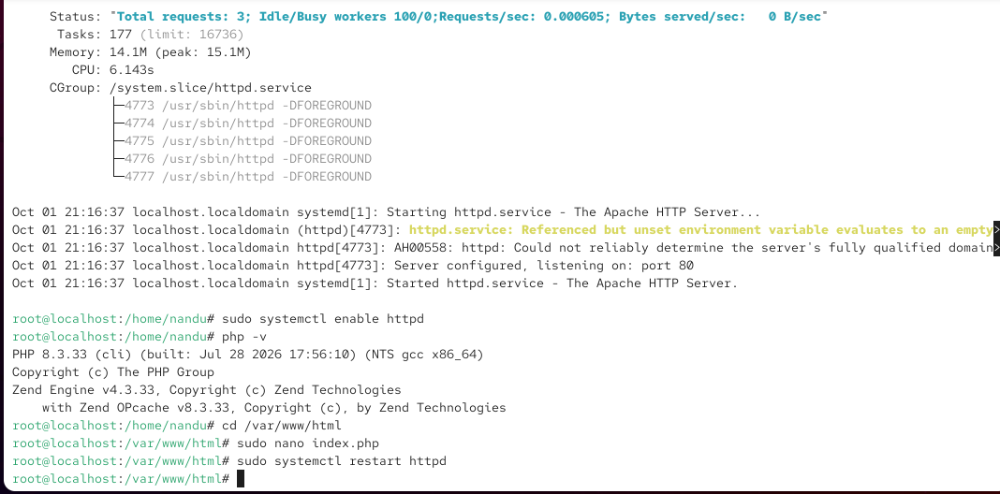 Status: "Total requests: 3; Idle/Busy workers 100/0;Requests/sec: 0.000605; Bytes served/sec:   0 B/sec"
Tasks: 177 (limit: 16736)
Memory: 14.1M (peak: 15.1M)
CPU: 6.143s
CGroup: /system.slice/httpd.service
├─4773 /usr/sbin/httpd -DFOREGROUND
├─4774 /usr/sbin/httpd -DFOREGROUND
├─4775 /usr/sbin/httpd -DFOREGROUND
├─4776 /usr/sbin/httpd -DFOREGROUND
└─4777 /usr/sbin/httpd -DFOREGROUND
Oct 01 21:16:37 localhost.localdomain systemd[1]: Starting httpd.service - The Apache HTTP Server...
Oct 01 21:16:37 localhost.localdomain (httpd)[4773]: httpd.service: Referenced but unset environment variable evaluates to an empty>
Oct 01 21:16:37 localhost.localdomain httpd[4773]: AH00558: httpd: Could not reliably determine the server's fully qualified domain>
Oct 01 21:16:37 localhost.localdomain httpd[4773]: Server configured, listening on: port 80
Oct 01 21:16:37 localhost.localdomain systemd[1]: Started httpd.service - The Apache HTTP Server.
root@localhost:/home/nandu# sudo systemctl enable httpd
root@localhost:/home/nandu# php -v
PHP 8.3.33 (cli) (built: Jul 28 2026 17:56:10) (NTS gcc x86_64)
Copyright (c) The PHP Group
Zend Engine v4.3.33, Copyright (c) Zend Technologies
    with Zend OPcache v8.3.33, Copyright (c), by Zend Technologies
root@localhost:/home/nandu# cd /var/www/html
root@localhost:/var/www/html# sudo nano index.php
root@localhost:/var/www/html# sudo systemctl restart httpd
root@localhost:/var/www/html#